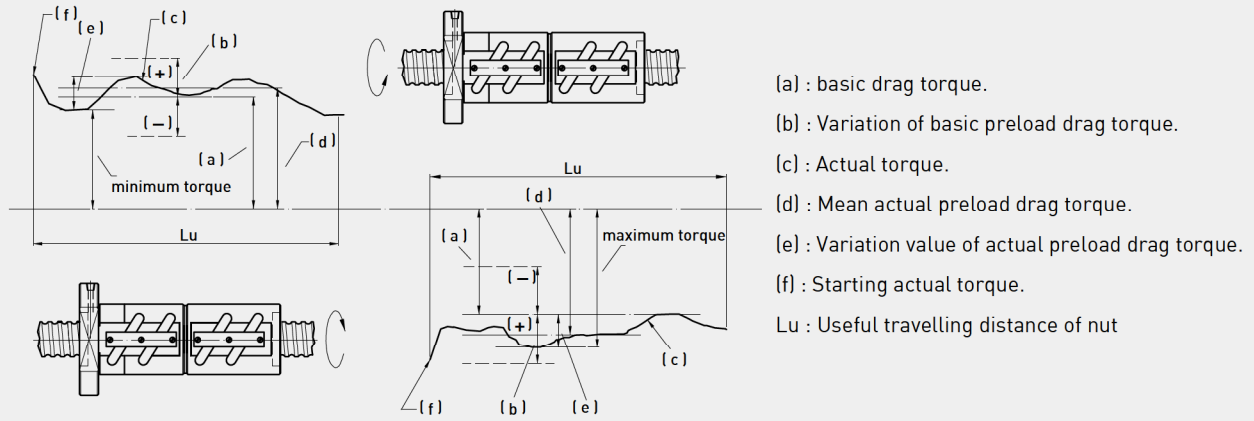 (f)
(c)
(e)
(b)
(+)
(−)
(a)
(d)
minimum torque
Lu
Lu
(d)
(a)
maximum torque
(−)
(+)
(c)
(f)
(b)
(e)
(a) : basic drag torque.
(b) : Variation of basic preload drag torque.
(c) : Actual torque.
(d) : Mean actual preload drag torque.
(e) : Variation value of actual preload drag torque.
(f) : Starting actual torque.
Lu : Useful travelling distance of nut